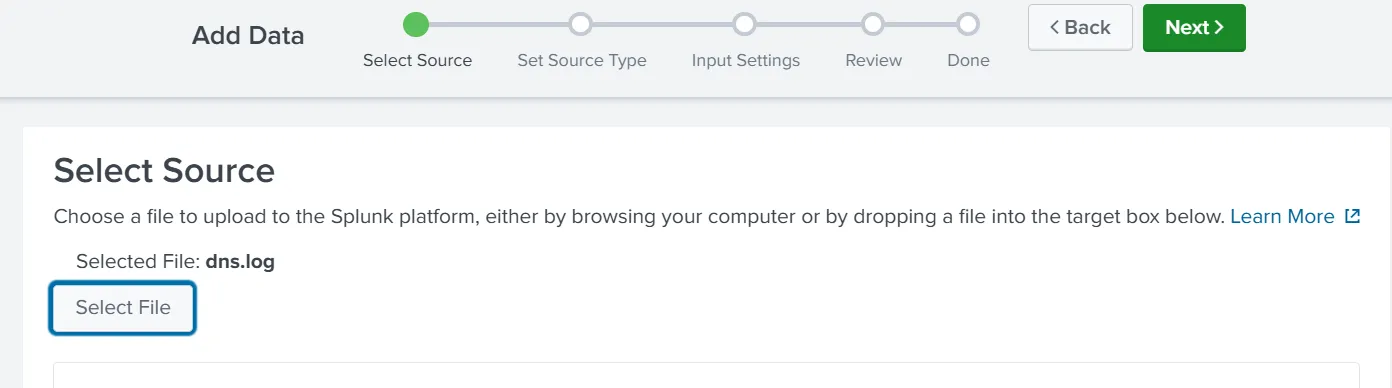 Add Data
Select Source
Set Source Type
Input Settings
Review
Done
Back
Next
Select Source
Choose a file to upload to the Splunk platform, either by browsing your computer or by dropping a file into the target box below. Learn More
Selected File: dns.log
Select File